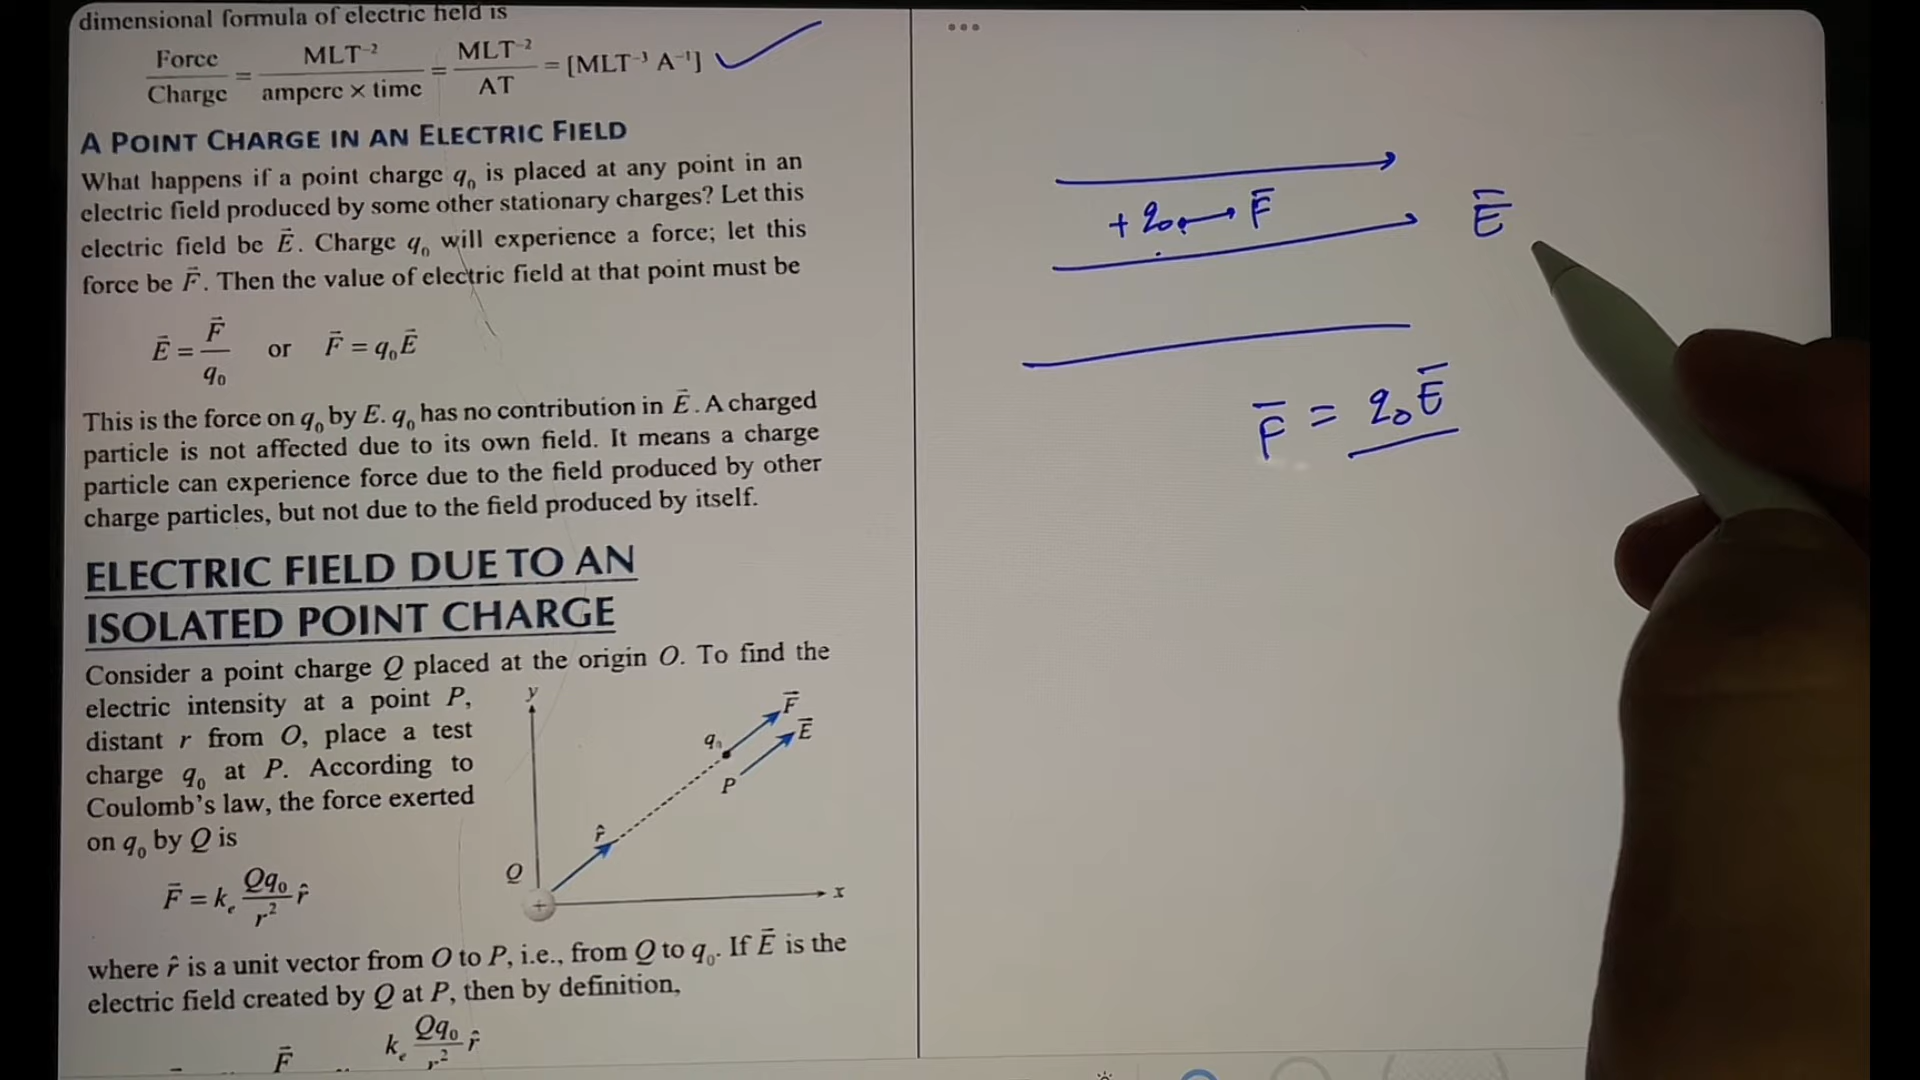 dimensional formula of electric field is
Force / Charge = MLT⁻² / ampere × time = MLT⁻² / AT = [MLT⁻³ A⁻¹]
A POINT CHARGE IN AN ELECTRIC FIELD
What happens if a point charge q₀ is placed at any point in an
electric field produced by some other stationary charges? Let this
electric field be E⃗. Charge q₀ will experience a force; let this
force be F⃗. Then the value of electric field at that point must be
E⃗ = F⃗ / q₀ or F⃗ = q₀E⃗
This is the force on q₀ by E. q₀ has no contribution in E⃗. A charged
particle is not affected due to its own field. It means a charge
particle can experience force due to the field produced by other
charge particles, but not due to the field produced by itself.
ELECTRIC FIELD DUE TO AN
ISOLATED POINT CHARGE
Consider a point charge Q placed at the origin O. To find the
electric intensity at a point P,
distant r from O, place a test
charge q₀ at P. According to
Coulomb's law, the force exerted
on q₀ by Q is
F⃗ = kₑ Qq₀ / r² r̂
y
F⃗
q₀
E⃗
P
r̂
Q
+
x
where r̂ is a unit vector from O to P, i.e., from Q to q₀. If E⃗ is the
electric field created by Q at P, then by definition,
F⃗ kₑ Qq₀ / r² r̂
+q₀ F̄
Ē
F̄ = q₀Ē